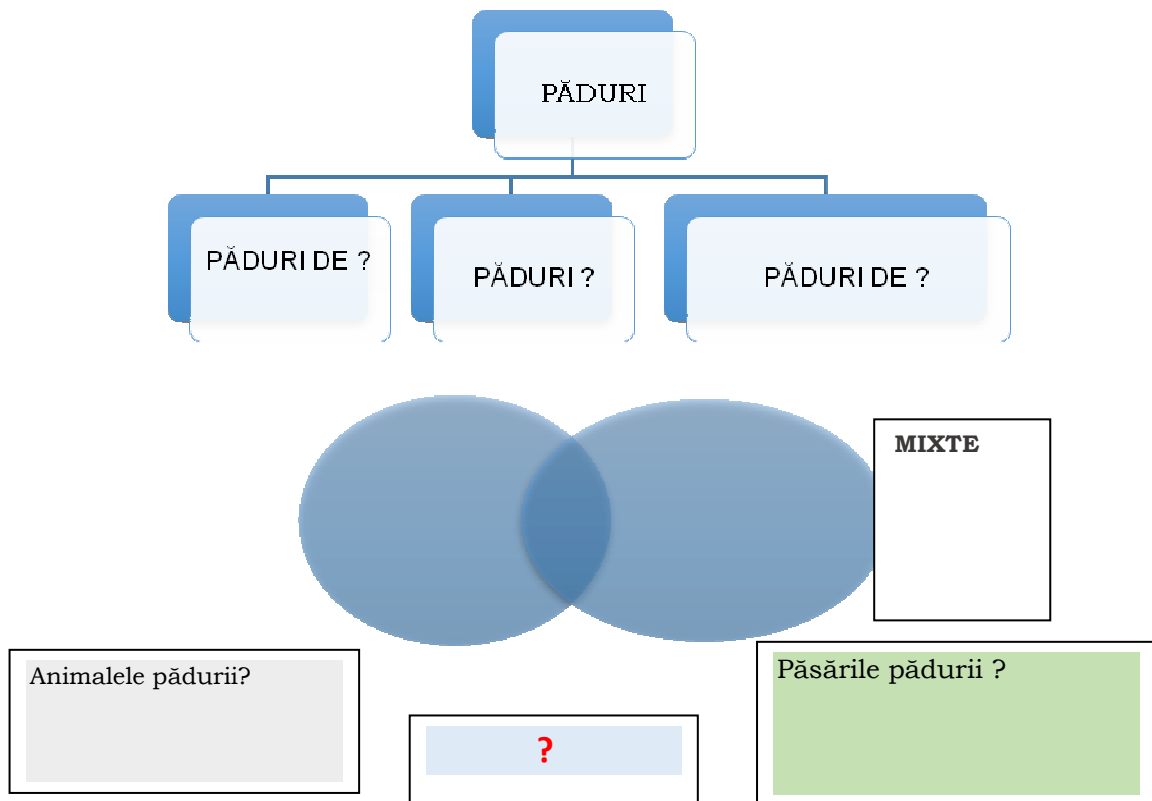 PĂDURI
PĂDURI DE ?
PĂDURI ?
PĂDURI DE ?
MIXTE
Animalele pădurii?
Păsările pădurii ?
?